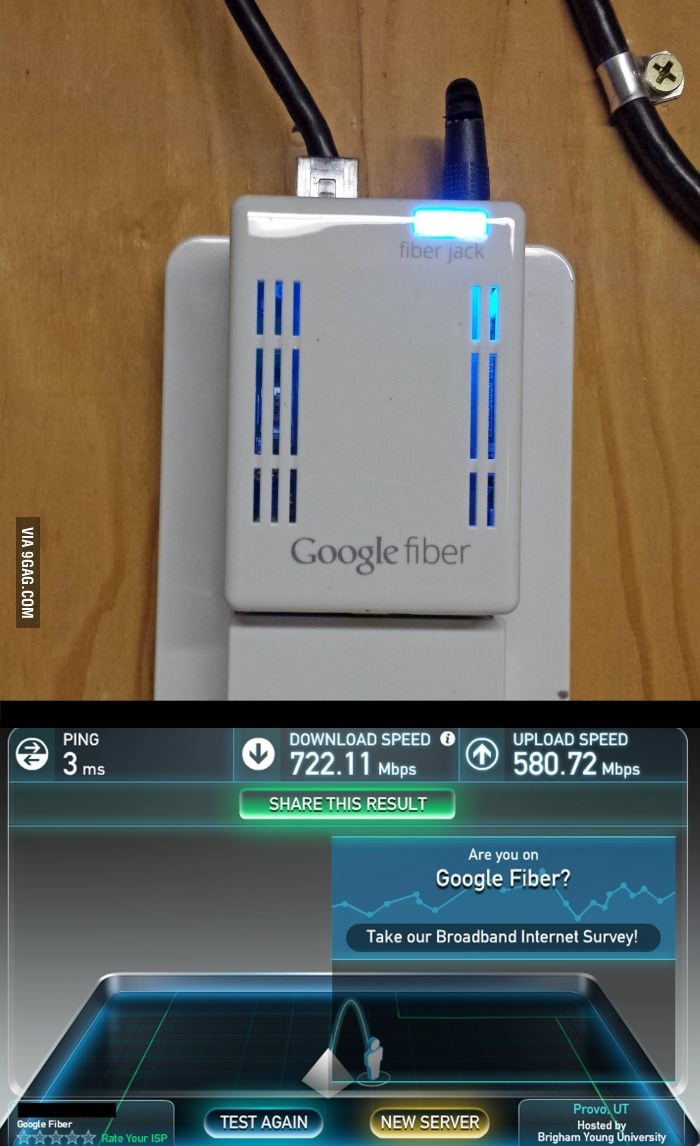 fiber jack
Google fiber
VIA 9GAG.COM
PING
3 ms
DOWNLOAD SPEED
722.11 Mbps
UPLOAD SPEED
580.72 Mbps
SHARE THIS RESULT
Are you on
Google Fiber?
Take our Broadband Internet Survey!
Google Fiber
Rate Your ISP
TEST AGAIN
NEW SERVER
Provo, UT
Hosted by
Brigham Young University